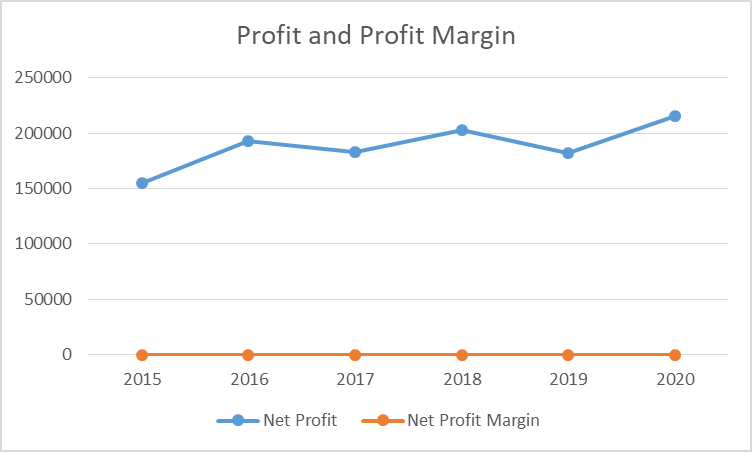 Profit and Profit Margin
250000
200000
150000
100000
50000
0
2015 2016 2017 2018 2019 2020
Net Profit Net Profit Margin